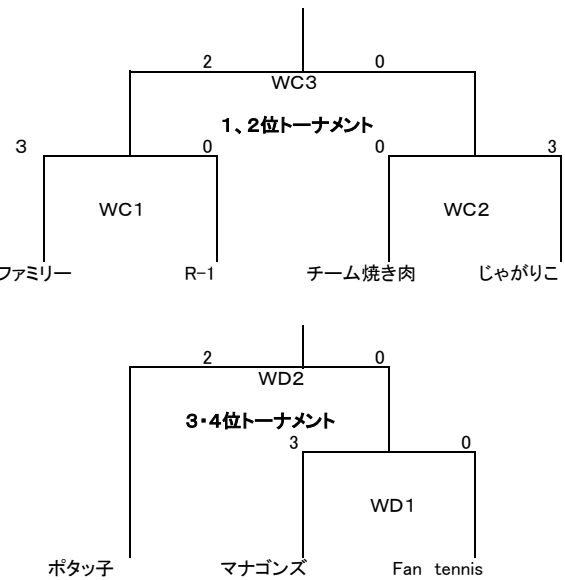 2 0
WC3
1、2位トーナメント
3 0 0 3
WC1 WC2
ファミリー R-1 チーム焼き肉 じゃがりこ
2 0
WD2
3・4位トーナメント
3 0
WD1
ポタッ子 マナゴンズ Fan tennis